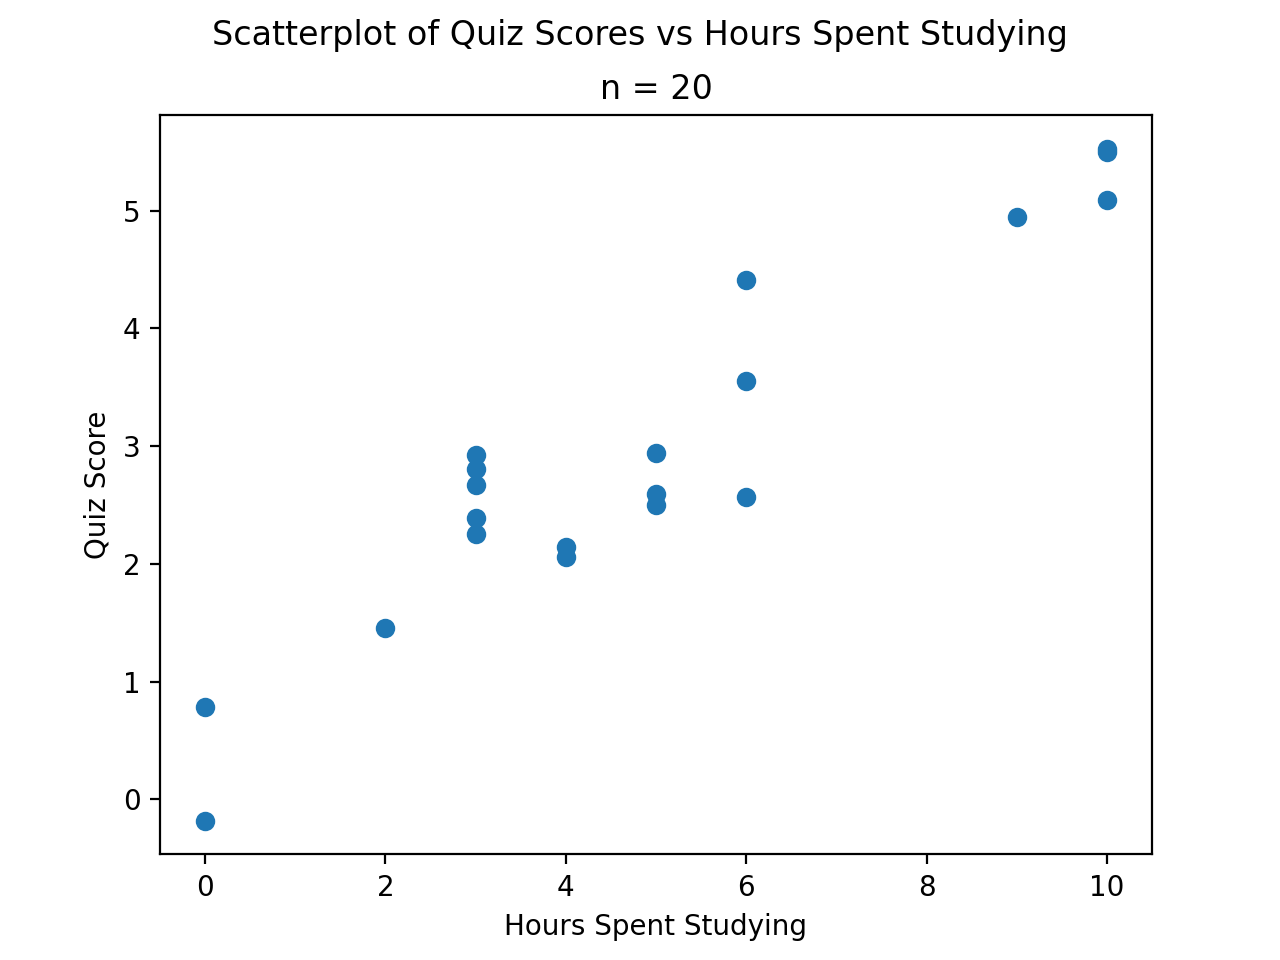 Scatterplot of Quiz Scores vs Hours Spent Studying
n = 20
5
4
3
2
1
0
Quiz Score
0 2 4 6 8 10
Hours Spent Studying